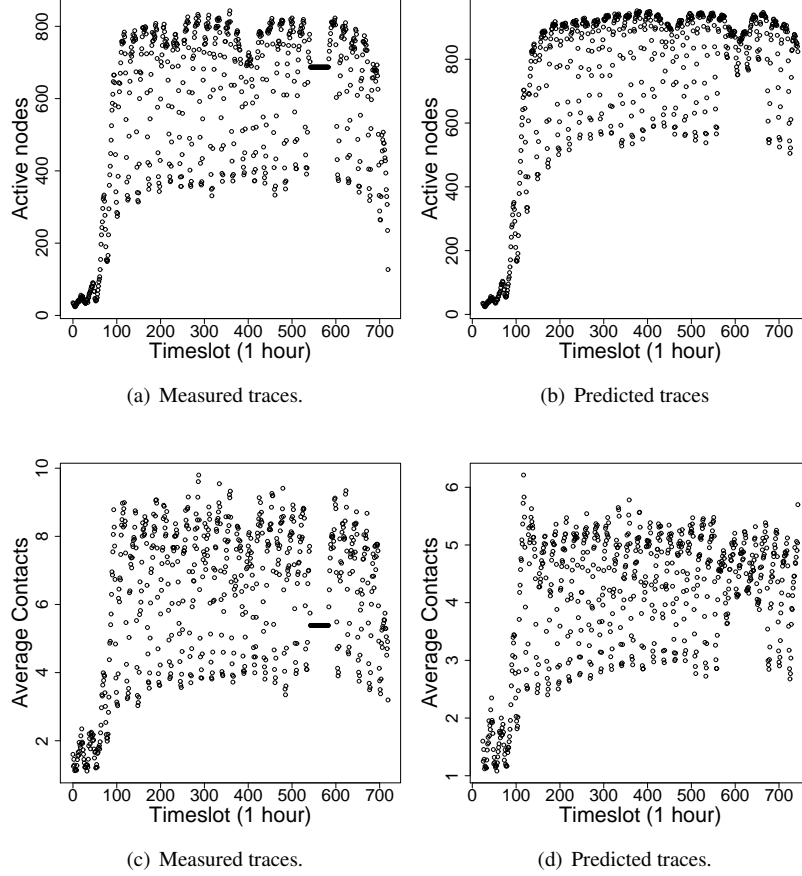 Active nodes
800
600
400
200
0
0 100 200 300 400 500 600 700
Timeslot (1 hour)
(a) Measured traces.
Active nodes
800
900
900
200
0
0 100 200 300 400 500 600 700
Timeslot (1 hour)
(b) Predicted traces
Average Contacts
10
8
6
4
2
0 100 200 300 400 500 600 700
Timeslot (1 hour)
(c) Measured traces.
Average Contacts
6
5
4
3
2
1
0 100 200 300 400 500 600 700
Timeslot (1 hour)
(d) Predicted traces.